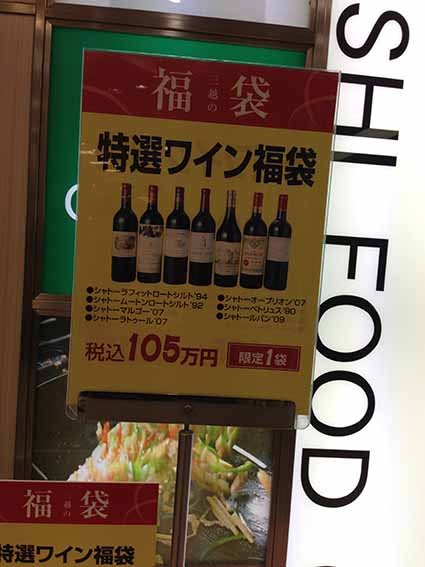 三越の
福袋
特選ワイン福袋
●シャトーラフィットロートシルト'94
●シャトームートンロートシルト'92
●シャトーマルゴー'07
●シャトーラトゥール'07
●シャトーオーブリオン'07
●シャトーペトリュス'90
●シャトールパン'09
税込105万円
限定1袋
SHI FOOD
三越の
福袋
特選ワイン福袋